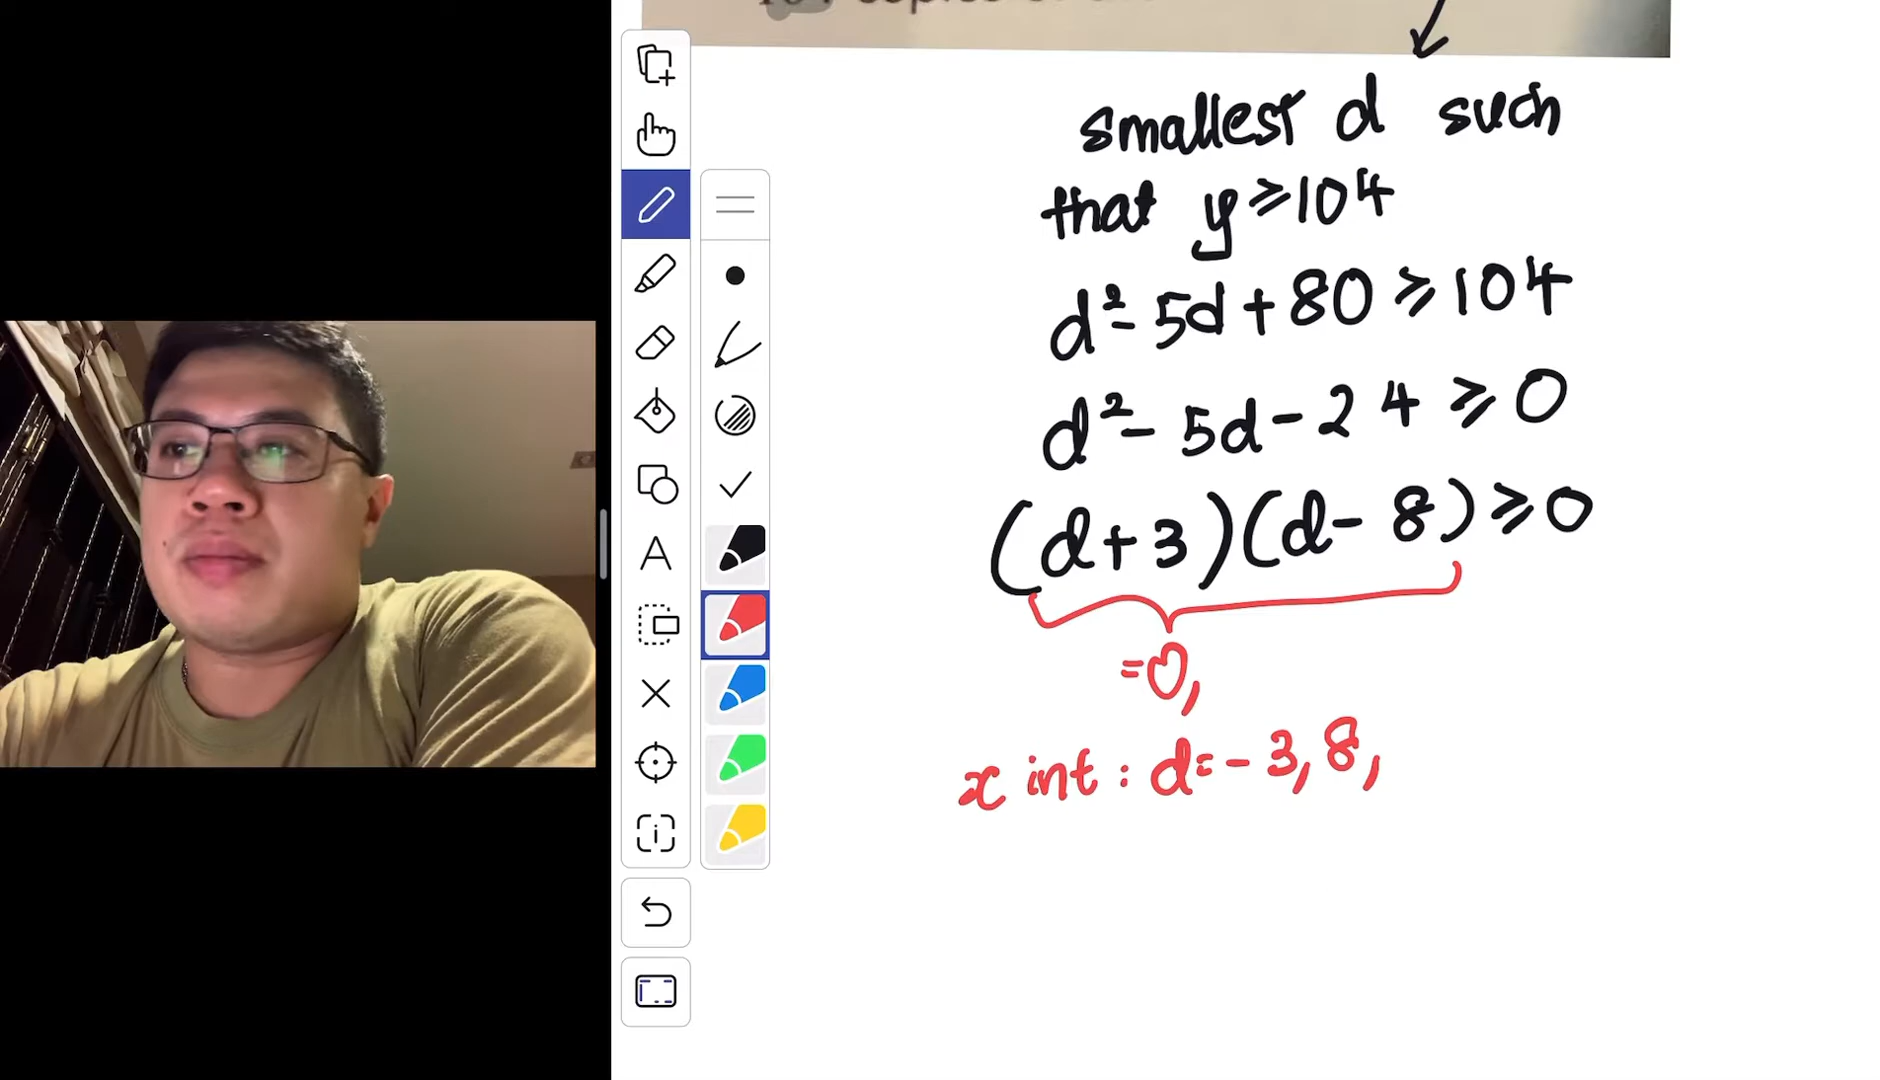 smallest d such
that y ≥ 104
d² - 5d + 80 ≥ 104
d² - 5d - 24 ≥ 0
(d + 3)(d - 8) ≥ 0
= 0,
x int : d = - 3, 8,
A